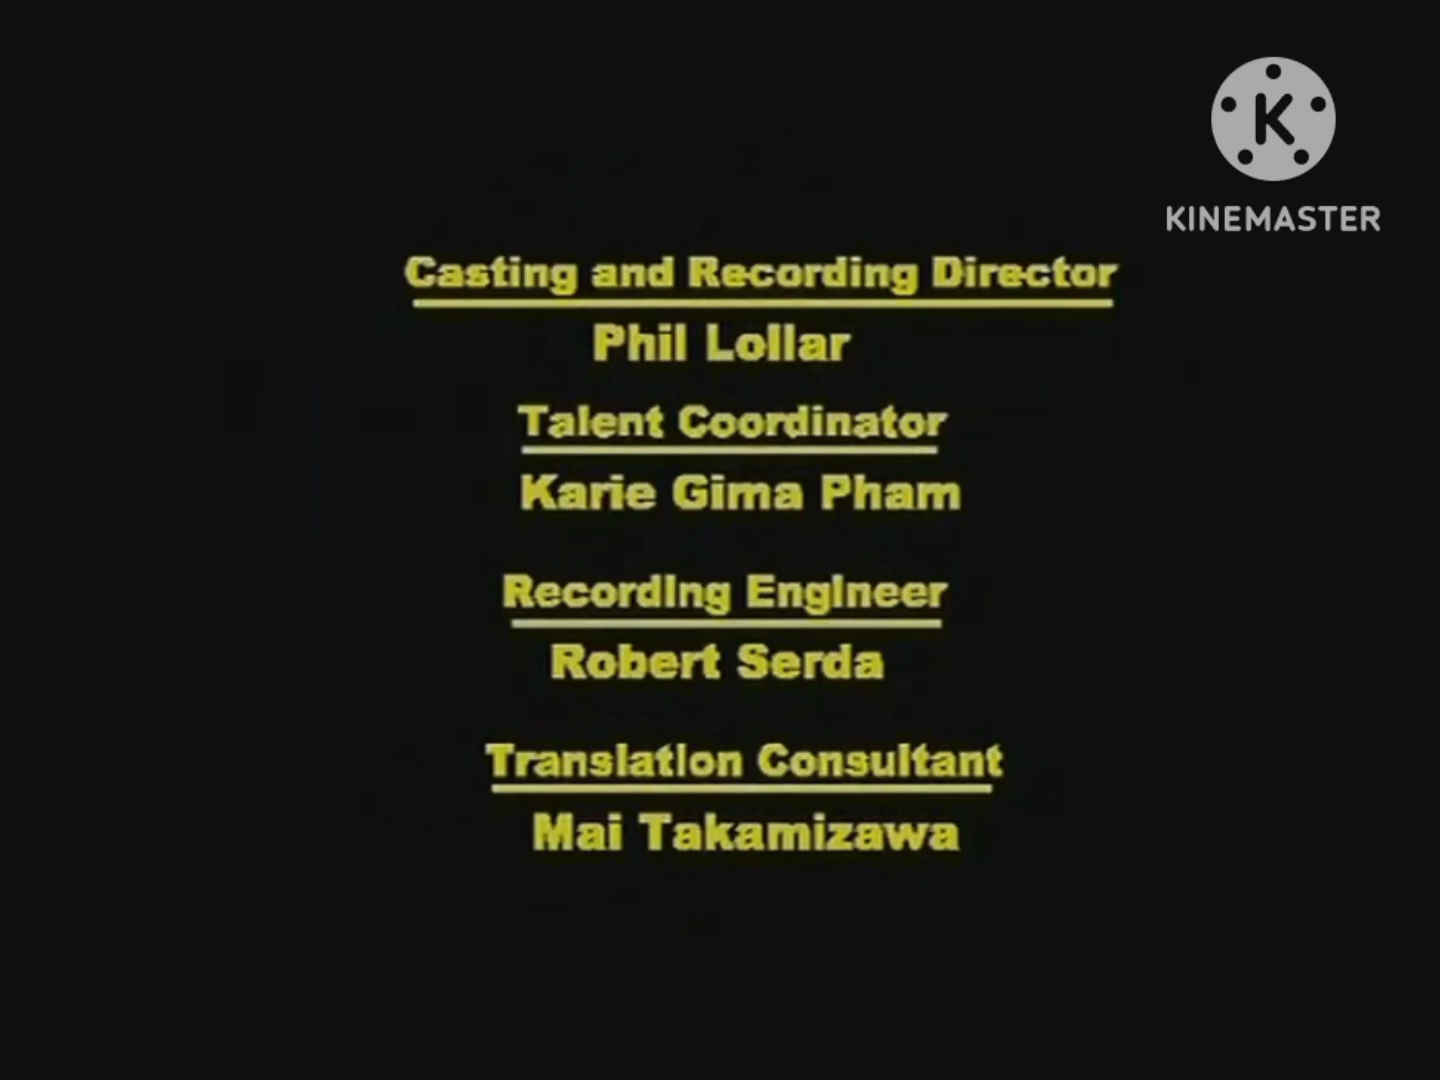 KINEMASTER
Casting and Recording Director
Phil Lollar
Talent Coordinator
Karie Gima Pham
Recording Engineer
Robert Serda
Translation Consultant
Mai Takamizawa